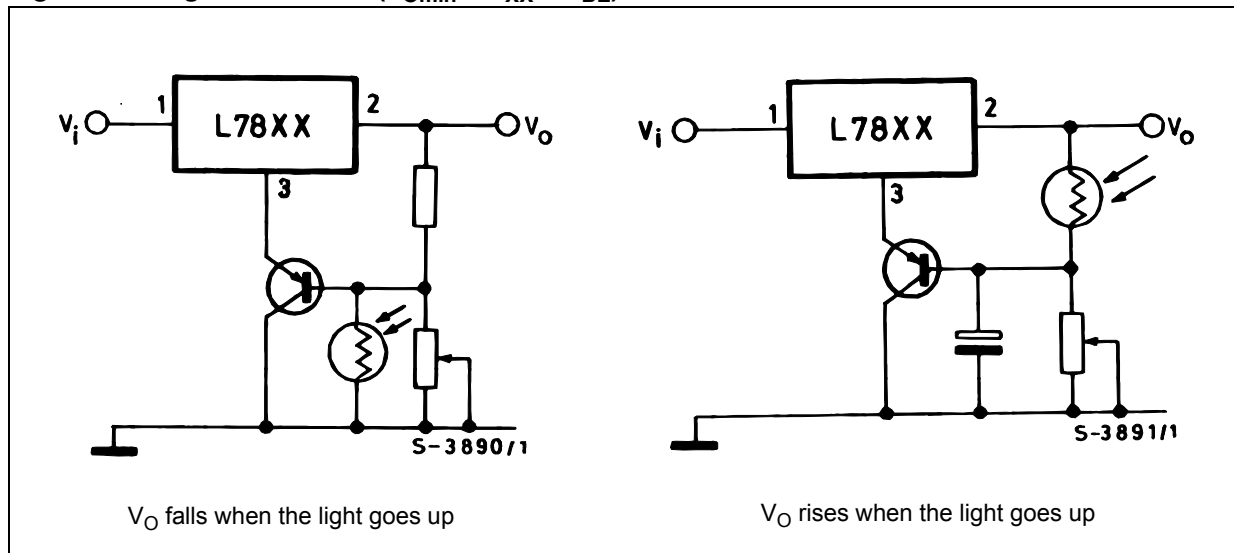 1 L78XX 2
Vi Vo
3
S-3890/1
VO falls when the light goes up
1 L78XX 2
Vi Vo
3
S-3891/1
VO rises when the light goes up